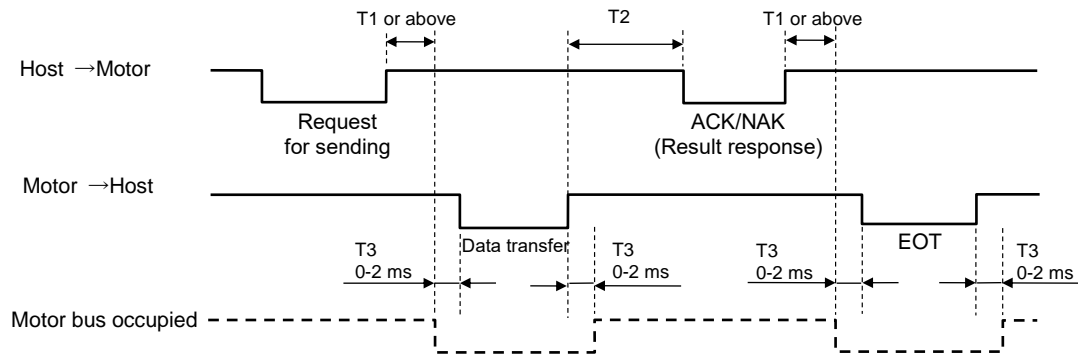 T1 or above
T2
T1 or above
Host →Motor
Request
for sending
ACK/NAK
(Result response)
Motor →Host
Data transfer
EOT
T3
0-2 ms
T3
0-2 ms
T3
0-2 ms
T3
0-2 ms
Motor bus occupied